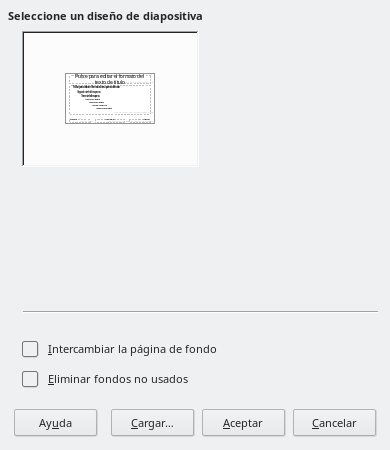 Seleccione un diseño de diapositiva
Pulse para editar el formato del
texto de título
Intercambiar la página de fondo
Eliminar fondos no usados
Ayuda
Cargar...
Aceptar
Cancelar